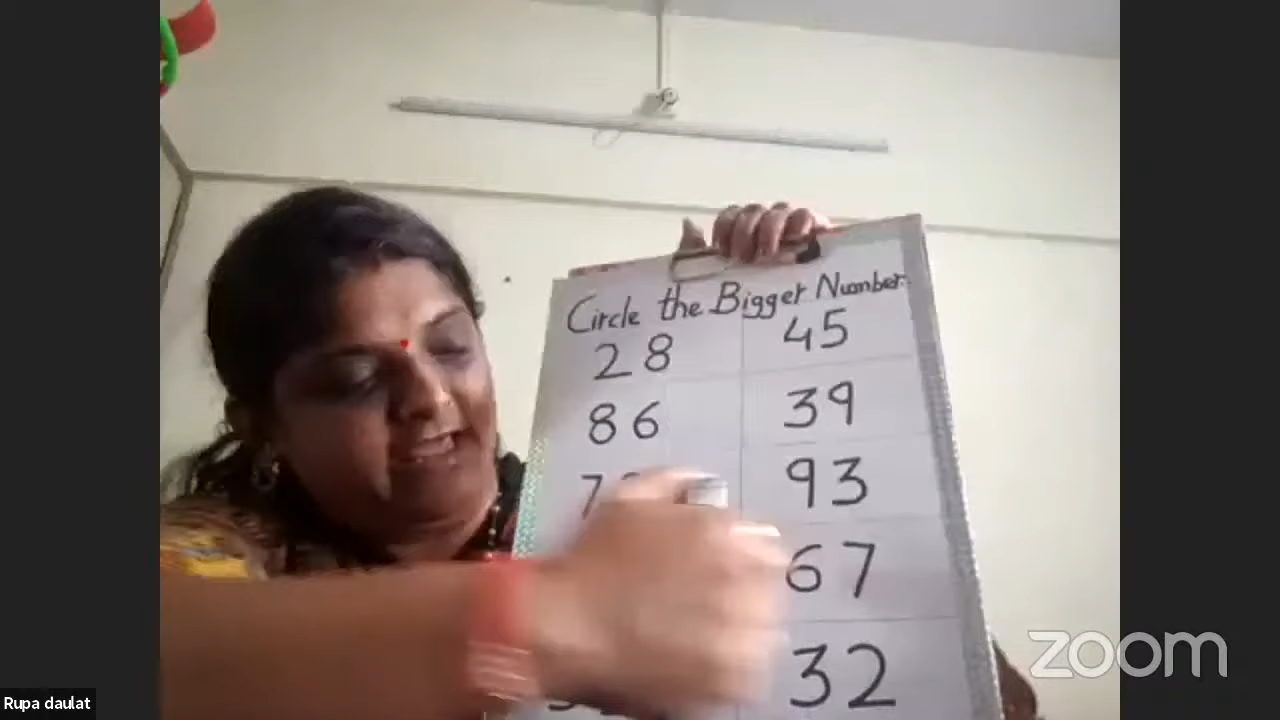 Circle the Bigger Number.
28 45
86 39
93
67
32
zoom
Rupa daulat